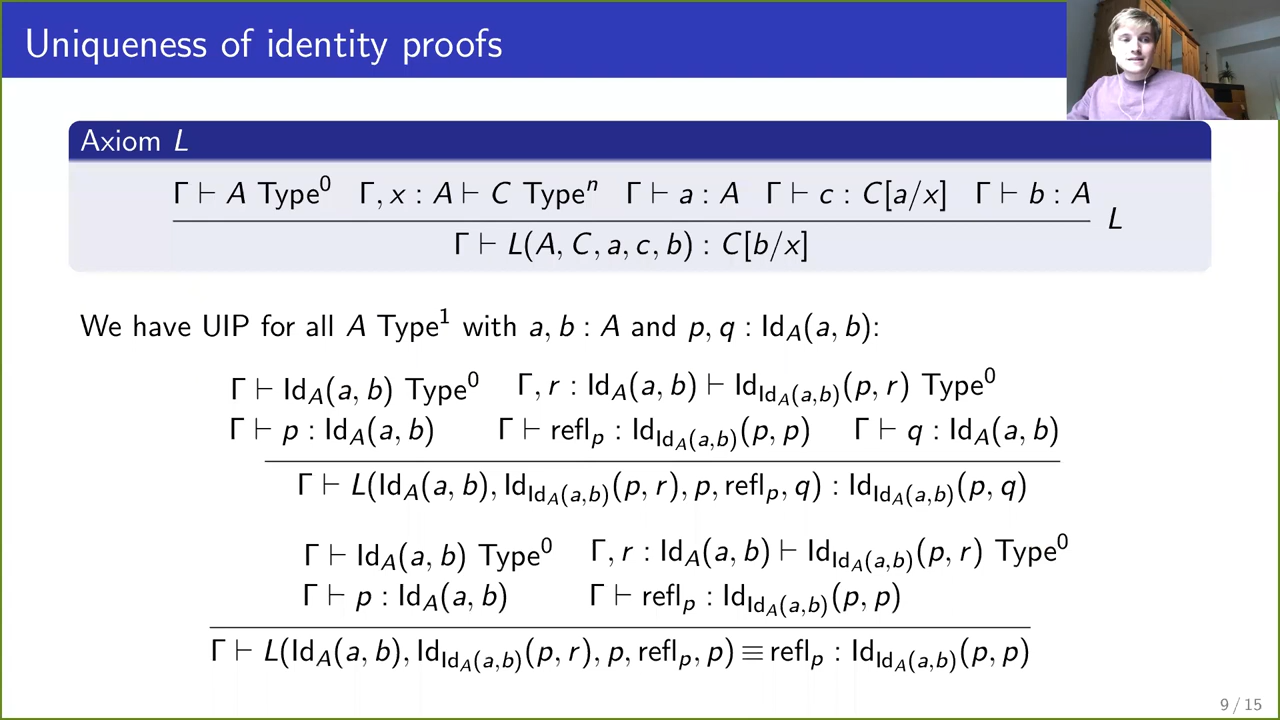 Uniqueness of identity proofs
Axiom L
Γ ⊢ A Type⁰ Γ, x : A ⊢ C Typeⁿ Γ ⊢ a : A Γ ⊢ c : C[a/x] Γ ⊢ b : A
L
Γ ⊢ L(A, C, a, c, b) : C[b/x]
We have UIP for all A Type¹ with a, b : A and p, q : Id_A(a, b):
Γ ⊢ Id_A(a, b) Type⁰ Γ, r : Id_A(a, b) ⊢ Id_{Id_A(a,b)}(p, r) Type⁰
Γ ⊢ p : Id_A(a, b) Γ ⊢ refl_p : Id_{Id_A(a,b)}(p, p) Γ ⊢ q : Id_A(a, b)
Γ ⊢ L(Id_A(a, b), Id_{Id_A(a,b)}(p, r), p, refl_p, q) : Id_{Id_A(a,b)}(p, q)
Γ ⊢ Id_A(a, b) Type⁰ Γ, r : Id_A(a, b) ⊢ Id_{Id_A(a,b)}(p, r) Type⁰
Γ ⊢ p : Id_A(a, b) Γ ⊢ refl_p : Id_{Id_A(a,b)}(p, p)
Γ ⊢ L(Id_A(a, b), Id_{Id_A(a,b)}(p, r), p, refl_p, p) ≡ refl_p : Id_{Id_A(a,b)}(p, p)
9 / 15